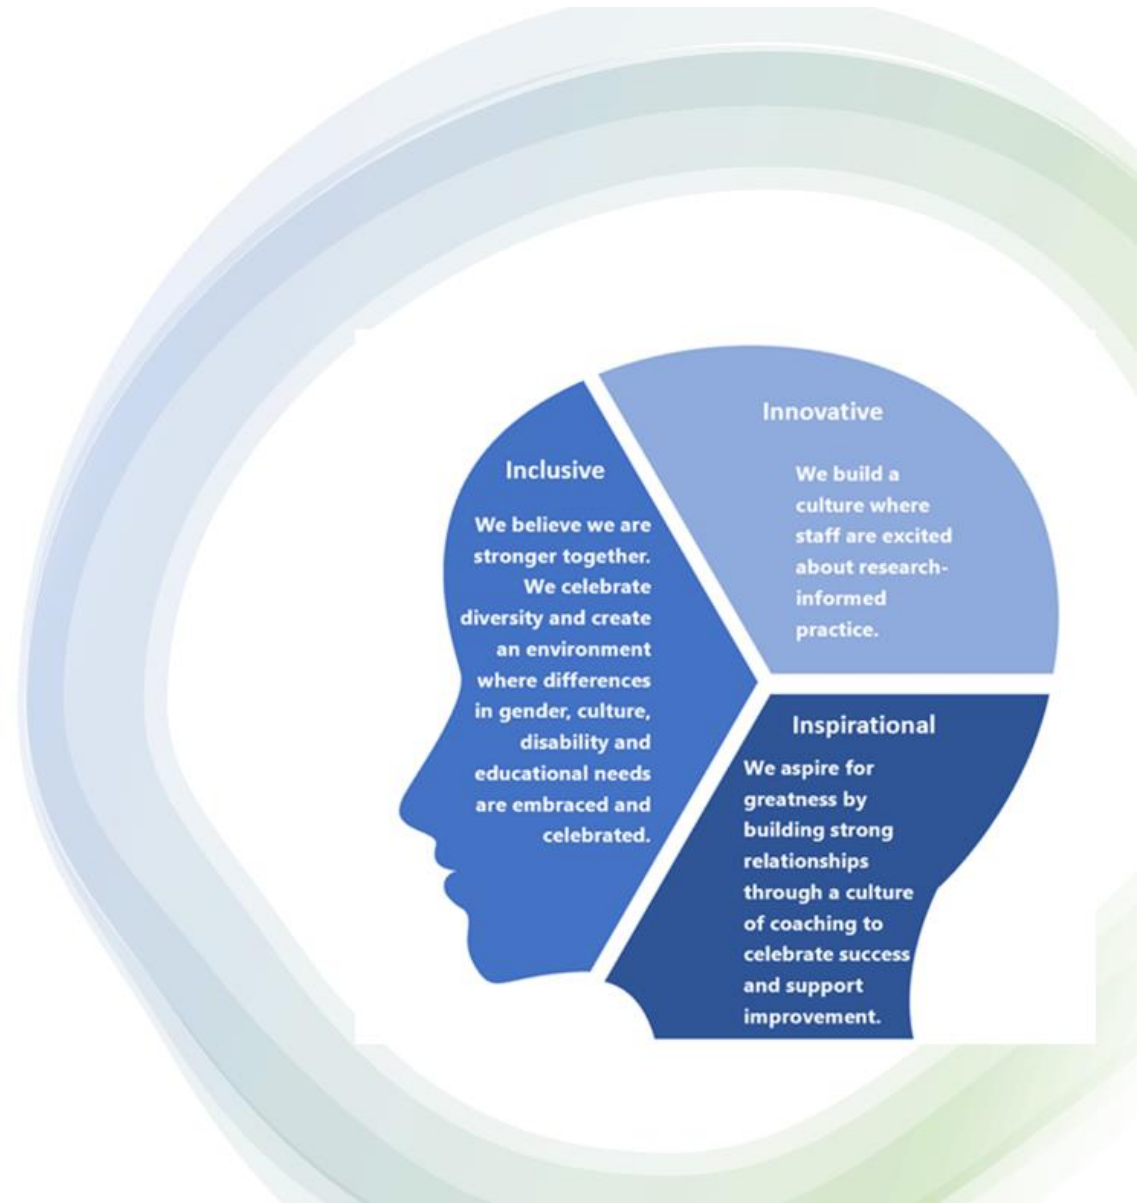 Inclusive
We believe we are
stronger together.
We celebrate
diversity and create
an environment
where differences
in gender, culture,
disability and
educational needs
are embraced and
celebrated.
Innovative
We build a
culture where
staff are excited
about research-
informed
practice.
Inspirational
We aspire for
greatness by
building strong
relationships
through a culture
of coaching to
celebrate success
and support
improvement.